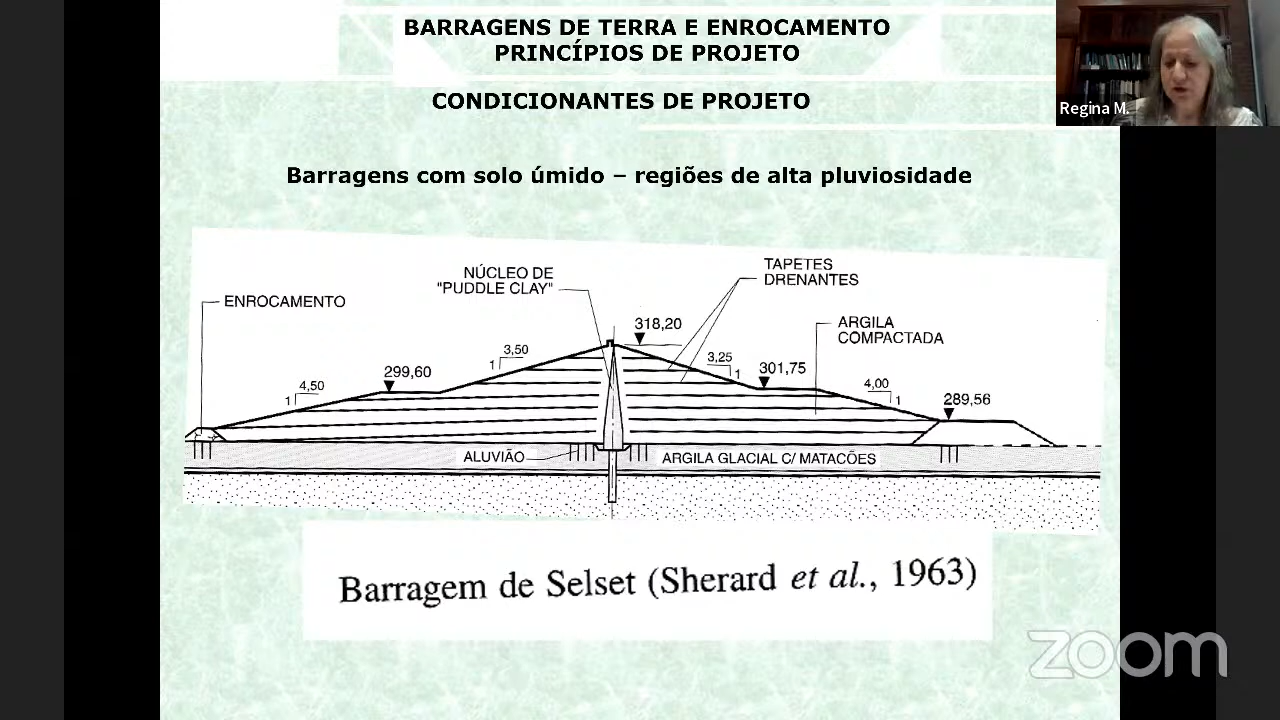 BARRAGENS DE TERRA E ENROCAMENTO
PRINCÍPIOS DE PROJETO
CONDICIONANTES DE PROJETO
Regina M.
Barragens com solo úmido – regiões de alta pluviosidade
NÚCLEO DE
"PUDDLE CLAY"
TAPETES
DRENANTES
ENROCAMENTO
318,20
ARGILA
COMPACTADA
3,50
1
299,60
3,25
1
301,75
4,50
1
4,00
1
289,56
ALUVIÃO
ARGILA GLACIAL C/ MATACÕES
Barragem de Selset (Sherard et al., 1963)
zoom